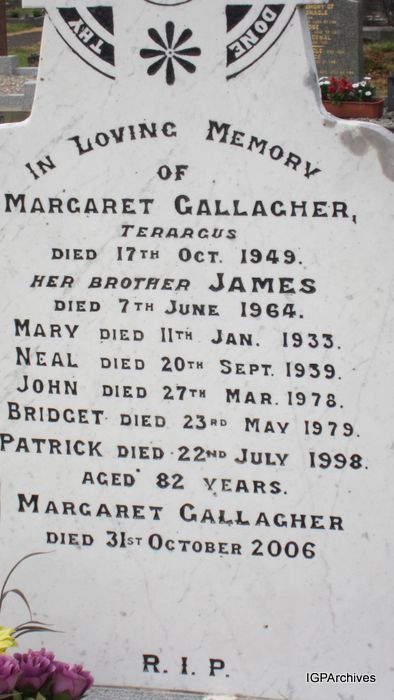 THY DONE
IN LOVING MEMORY
OF
MARGARET GALLAGHER,
TERARGUS
DIED 17TH OCT. 1949.
HER BROTHER JAMES
DIED 7TH JUNE 1964.
MARY DIED 11TH JAN. 1933.
NEAL DIED 20TH SEPT. 1939.
JOHN DIED 27TH MAR. 1978.
BRIDGET DIED 23RD MAY 1979.
PATRICK DIED 22ND JULY 1998.
AGED 82 YEARS.
MARGARET GALLAGHER
DIED 31ST OCTOBER 2006
R. I. P.
IGPArchives